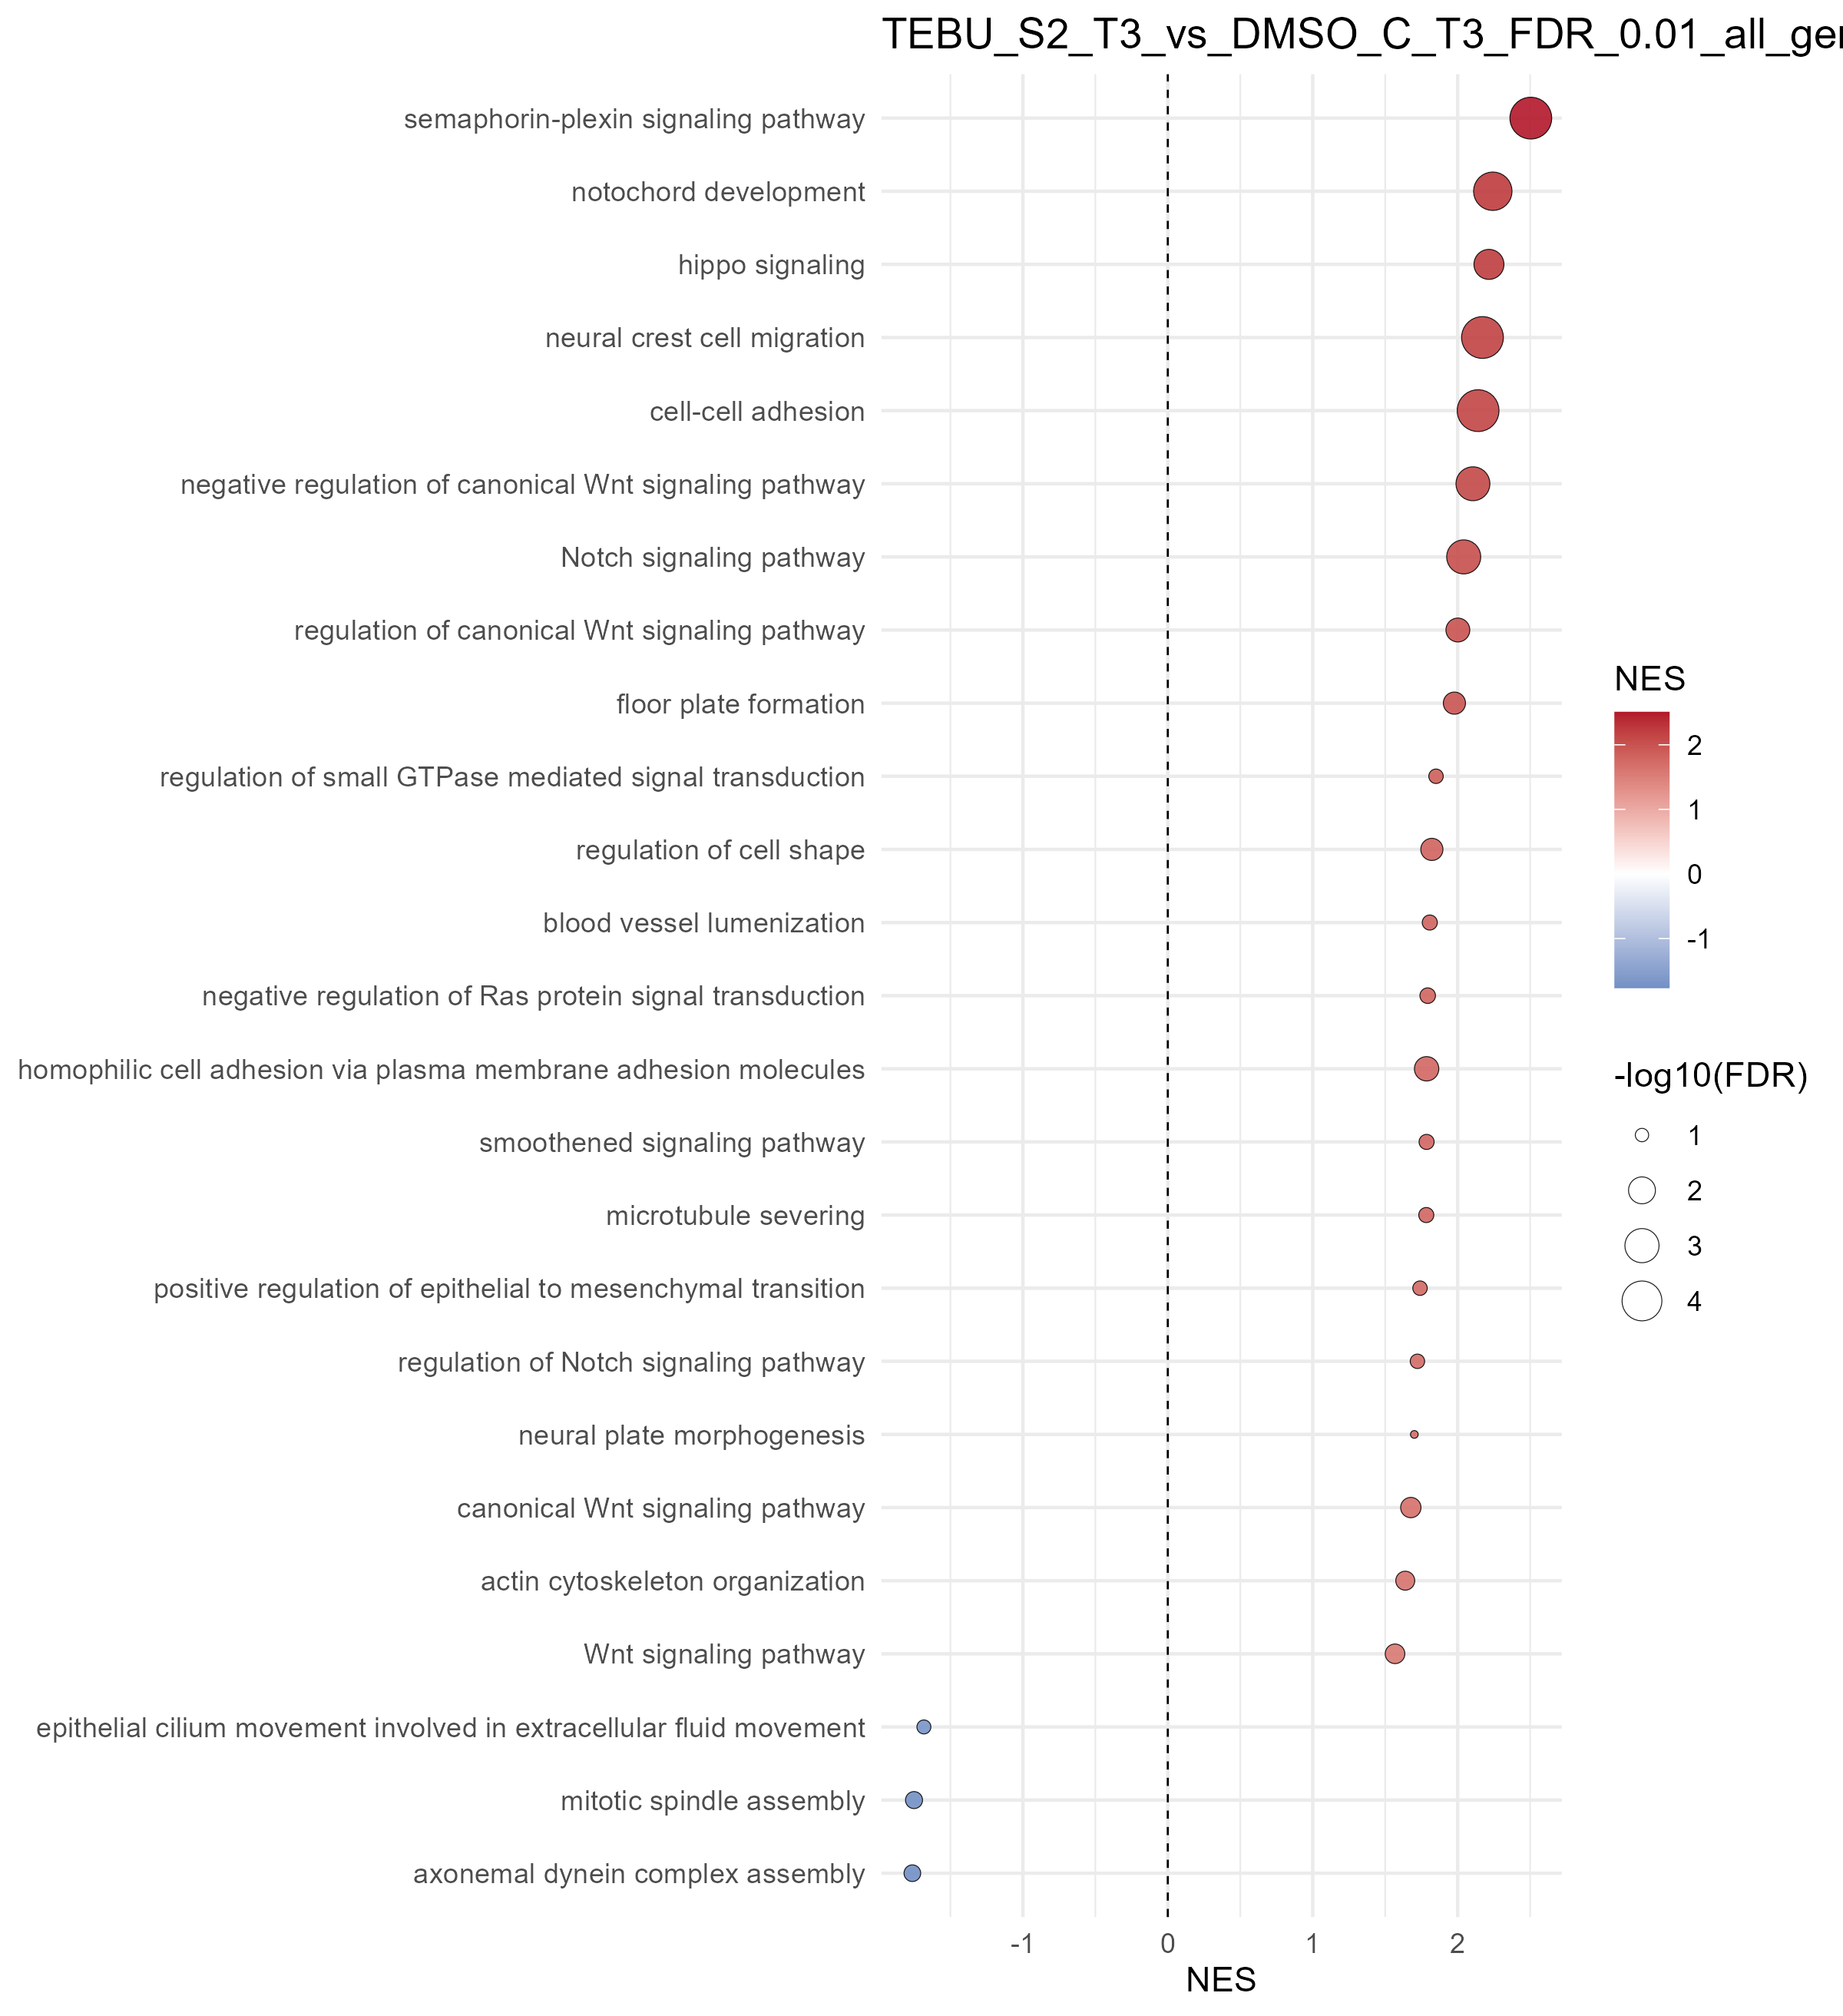 TEBU_S2_T3_vs_DMSO_C_T3_FDR_0.01_all_ge
semaphorin-plexin signaling pathway
notochord development
hippo signaling
neural crest cell migration
cell-cell adhesion
negative regulation of canonical Wnt signaling pathway
Notch signaling pathway
regulation of canonical Wnt signaling pathway
floor plate formation
regulation of small GTPase mediated signal transduction
regulation of cell shape
blood vessel lumenization
negative regulation of Ras protein signal transduction
homophilic cell adhesion via plasma membrane adhesion molecules
smoothened signaling pathway
microtubule severing
positive regulation of epithelial to mesenchymal transition
regulation of Notch signaling pathway
neural plate morphogenesis
canonical Wnt signaling pathway
actin cytoskeleton organization
Wnt signaling pathway
epithelial cilium movement involved in extracellular fluid movement
mitotic spindle assembly
axonemal dynein complex assembly
-1 0 1 2
NES
NES
2
1
0
-1
-log10(FDR)
1
2
3
4